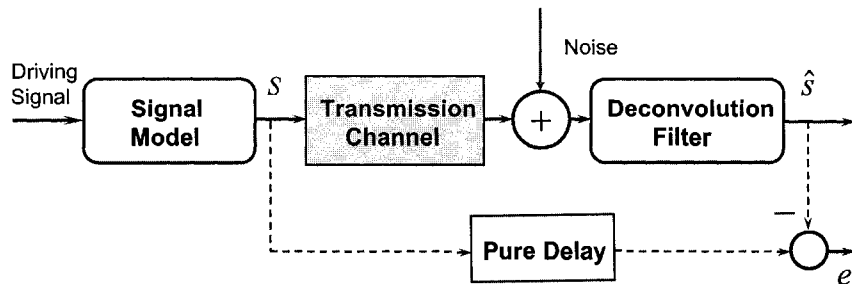 Noise
Driving
Signal
Signal
Model
S
Transmission
Channel
+
Deconvolution
Filter
ŝ
Pure Delay
−
e